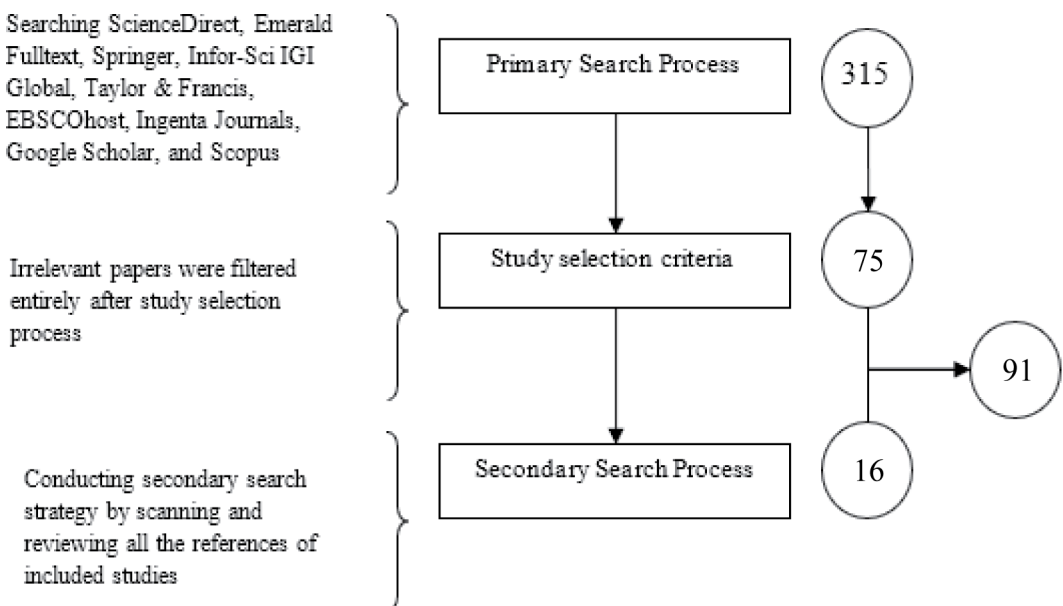 Searching ScienceDirect, Emerald
Fulltext, Springer, Infor-Sci IGI
Global, Taylor & Francis,
EBSCOhost, Ingenta Journals,
Google Scholar, and Scopus
Primary Search Process
315
Irrelevant papers were filtered
entirely after study selection
process
Study selection criteria
75
91
Conducting secondary search
strategy by scanning and
reviewing all the references of
included studies
Secondary Search Process
16